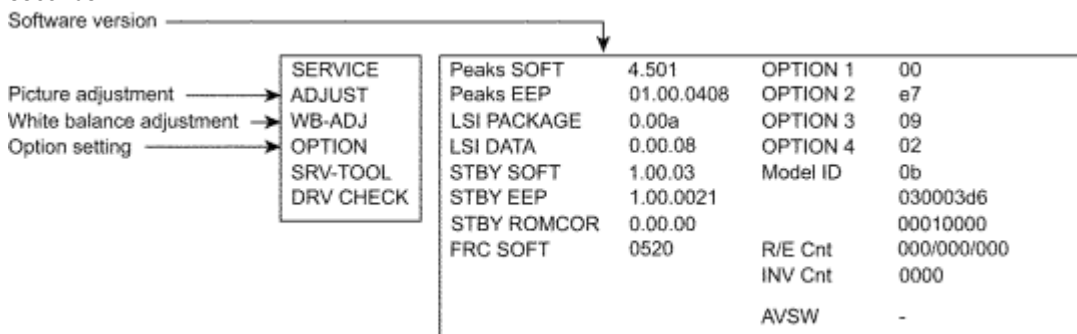 Software version
Picture adjustment
White balance adjustment
Option setting
SERVICE
ADJUST
WB-ADJ
OPTION
SRV-TOOL
DRV CHECK
Peaks SOFT 4.501 OPTION 1 00
Peaks EEP 01.00.0408 OPTION 2 e7
LSI PACKAGE 0.00a OPTION 3 09
LSI DATA 0.00.08 OPTION 4 02
STBY SOFT 1.00.03 Model ID 0b
STBY EEP 1.00.0021 030003d6
STBY ROMCOR 0.00.00 00010000
FRC SOFT 0520 R/E Cnt 000/000/000
INV Cnt 0000
AVSW -